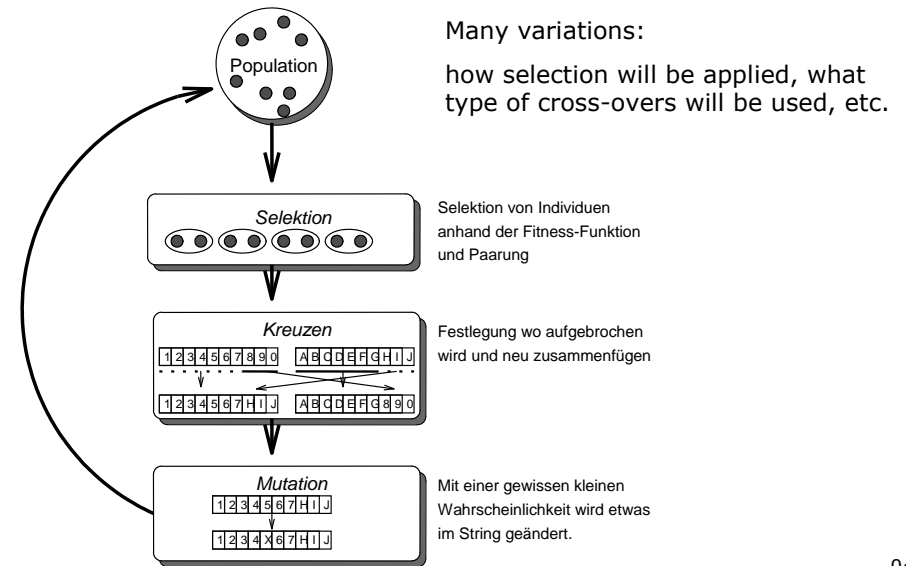 Many variations:
how selection will be applied, what
type of cross-overs will be used, etc.
Population
Selektion
Selektion von Individuen
anhand der Fitness-Funktion
und Paarung
Kreuzen
1 2 3 4 5 6 7 8 9 0 A B C D E F G H I J
1 2 3 4 5 6 7 H I J A B C D E F G 8 9 0
Festlegung wo aufgebrochen
wird und neu zusammenfügen
Mutation
1 2 3 4 5 6 7 H I J
1 2 3 4 X 6 7 H I J
Mit einer gewissen kleinen
Wahrscheinlichkeit wird etwas
im String geändert.